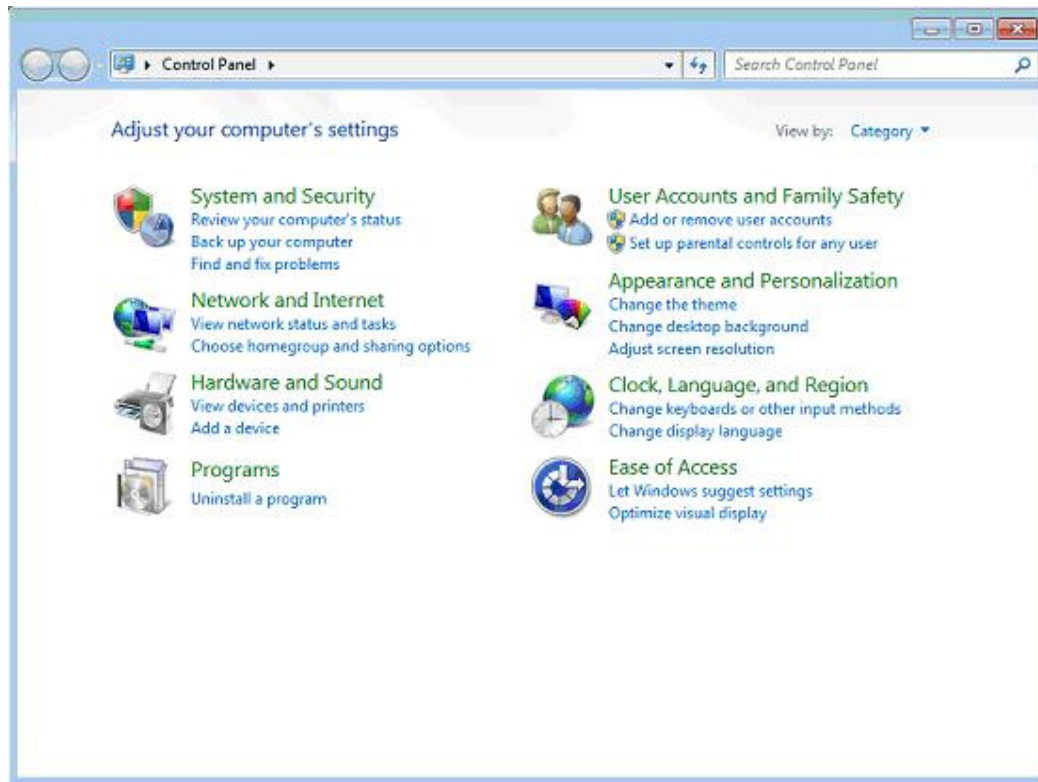 Control Panel
Search Control Panel
Adjust your computer's settings
View by: Category
System and Security
Review your computer's status
Back up your computer
Find and fix problems
Network and Internet
View network status and tasks
Choose homegroup and sharing options
Hardware and Sound
View devices and printers
Add a device
Programs
Uninstall a program
User Accounts and Family Safety
Add or remove user accounts
Set up parental controls for any user
Appearance and Personalization
Change the theme
Change desktop background
Adjust screen resolution
Clock, Language, and Region
Change keyboards or other input methods
Change display language
Ease of Access
Let Windows suggest settings
Optimize visual display